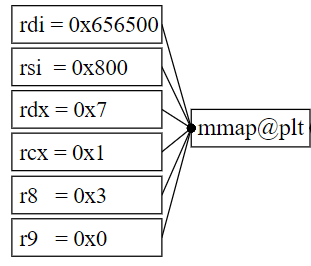 rdi = 0x656500
rsi = 0x800
rdx = 0x7
rcx = 0x1
r8 = 0x3
r9 = 0x0
mmap@plt